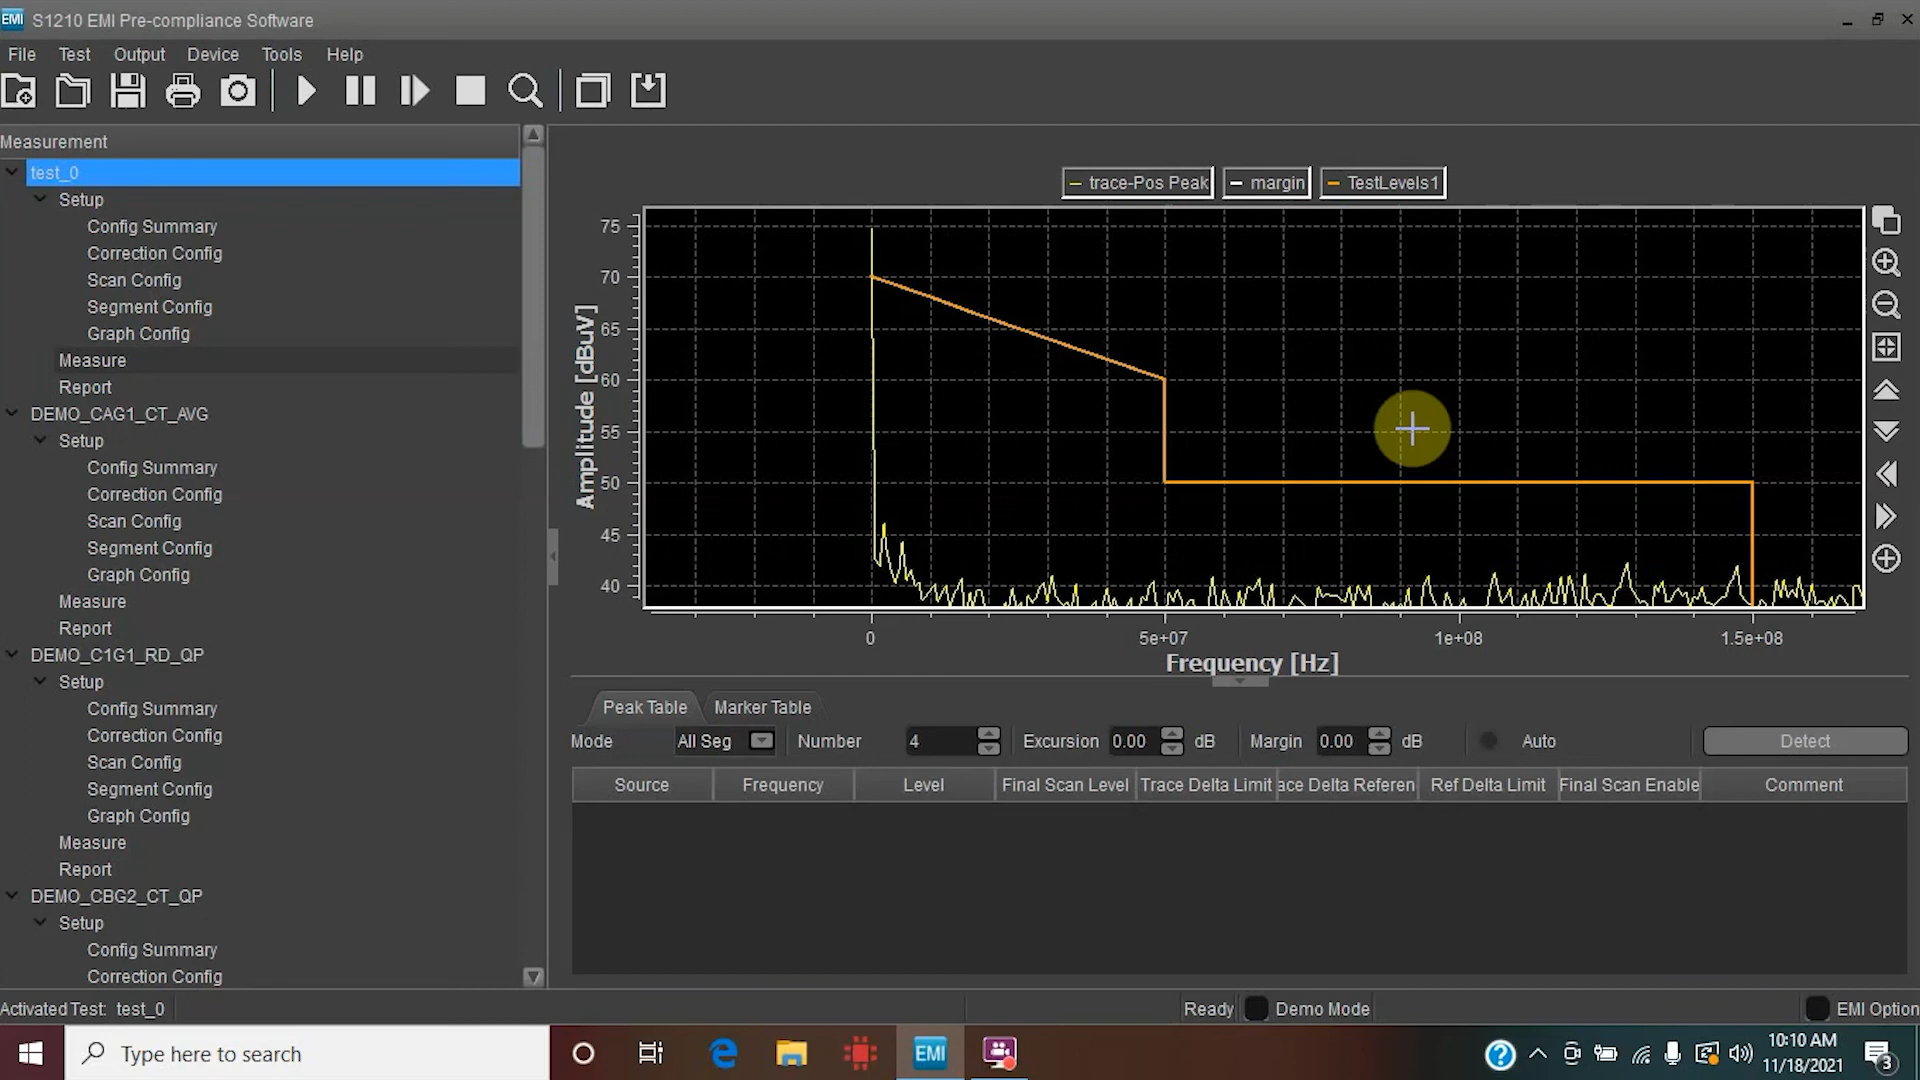 EMI S1210 EMI Pre-compliance Software
File Test Output Device Tools Help
Measurement
test_0
Setup
Config Summary
Correction Config
Scan Config
Segment Config
Graph Config
Measure
Report
DEMO_CAG1_CT_AVG
Setup
Config Summary
Correction Config
Scan Config
Segment Config
Graph Config
Measure
Report
DEMO_C1G1_RD_QP
Setup
Config Summary
Correction Config
Scan Config
Segment Config
Graph Config
Measure
Report
DEMO_CBG2_CT_QP
Setup
Config Summary
Correction Config
trace-Pos Peak margin TestLevels1
75
70
65
60
55
50
45
40
Amplitude [dBuV]
0 5e+07 1e+08 1.5e+08
Frequency [Hz]
Peak Table Marker Table
Mode All Seg Number 4 Excursion 0.00 dB Margin 0.00 dB Auto Detect
Source Frequency Level Final Scan Level Trace Delta Limit ace Delta Referen Ref Delta Limit Final Scan Enable Comment
Activated Test: test_0 Ready Demo Mode EMI Option
Type here to search EMI
10:10 AM
11/18/2021
3